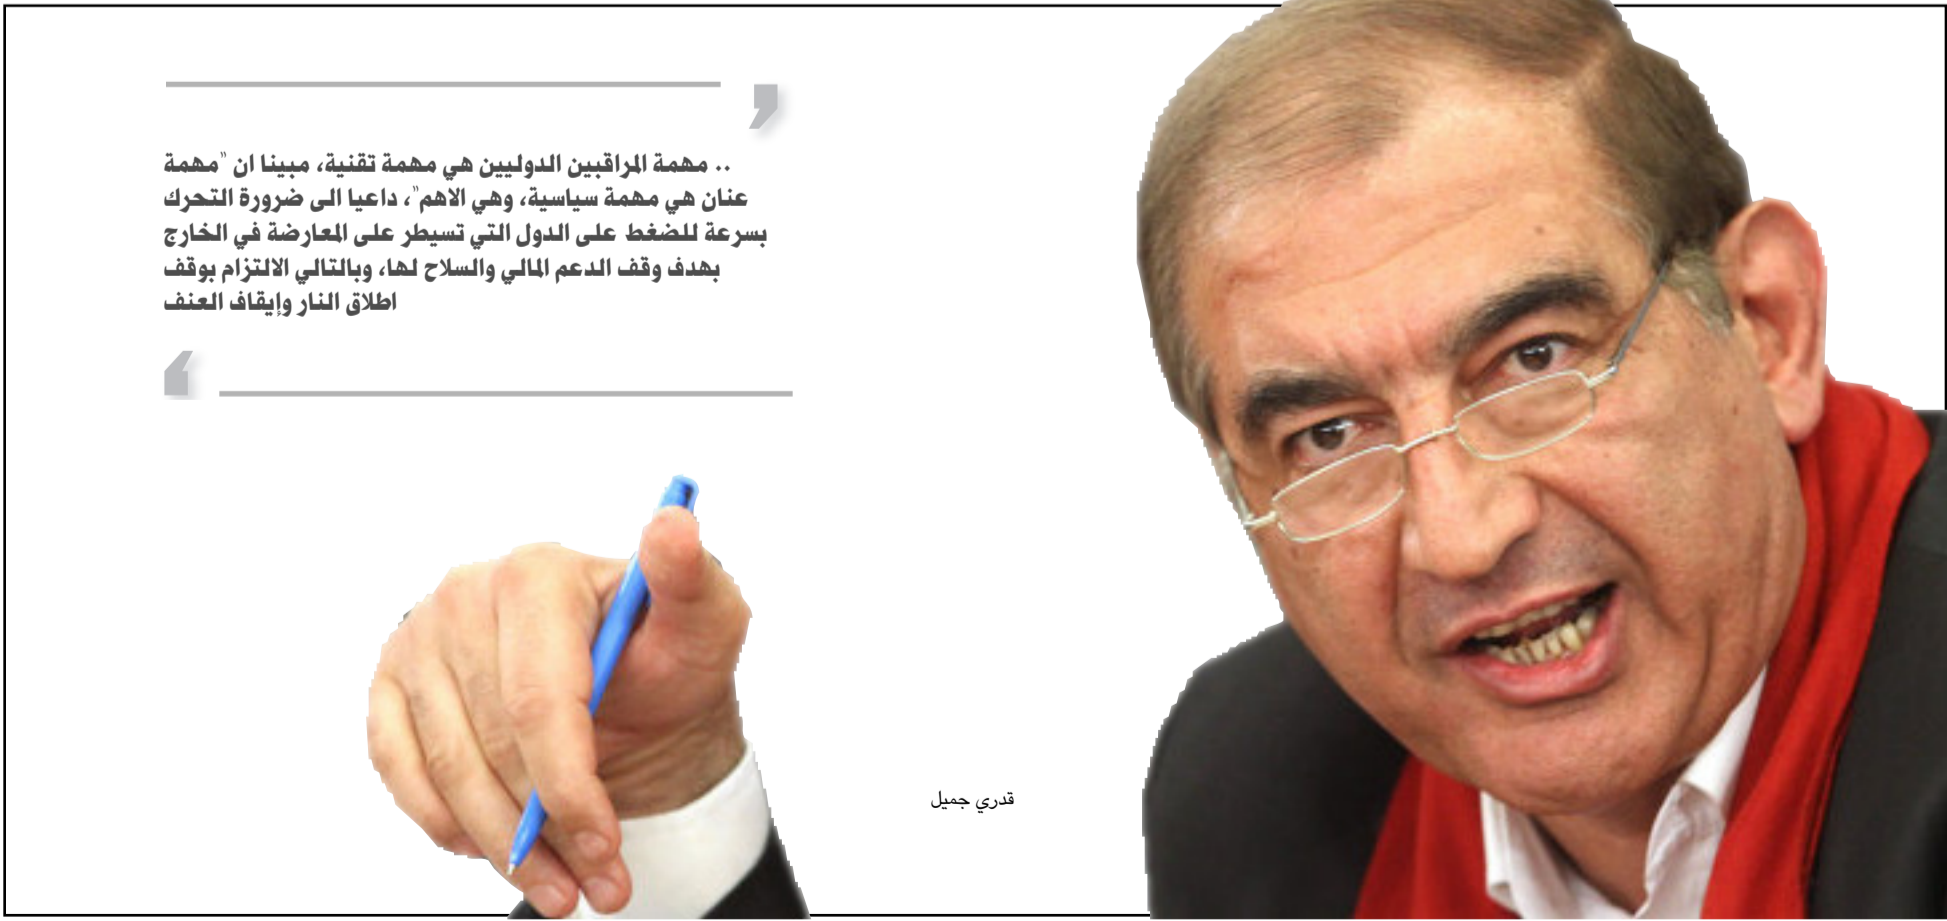 .. مهمة المراقبين الدوليين هي مهمة تقنية، مبينا ان "مهمة
عنان هي مهمة سياسية، وهي الاهم"، داعيا الى ضرورة التحرك
بسرعة للضغط على الدول التي تسيطر على المعارضة في الخارج
بهدف وقف الدعم المالي والسلاح لها، وبالتالي الالتزام بوقف
اطلاق النار وإيقاف العنف
قدري جميل